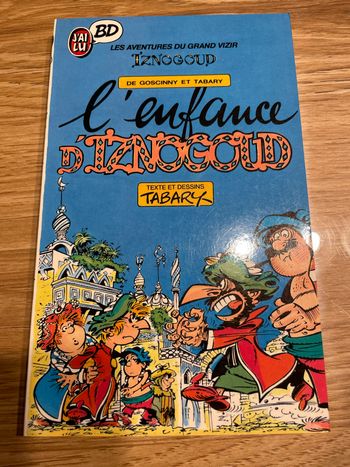 J'AI LU
BD
LES AVENTURES DU GRAND VIZIR
IZNOGOUD
DE GOSCINNY ET TABARY
l'enfance
D'IZNOGOUD
TEXTE ET DESSINS
TABARY